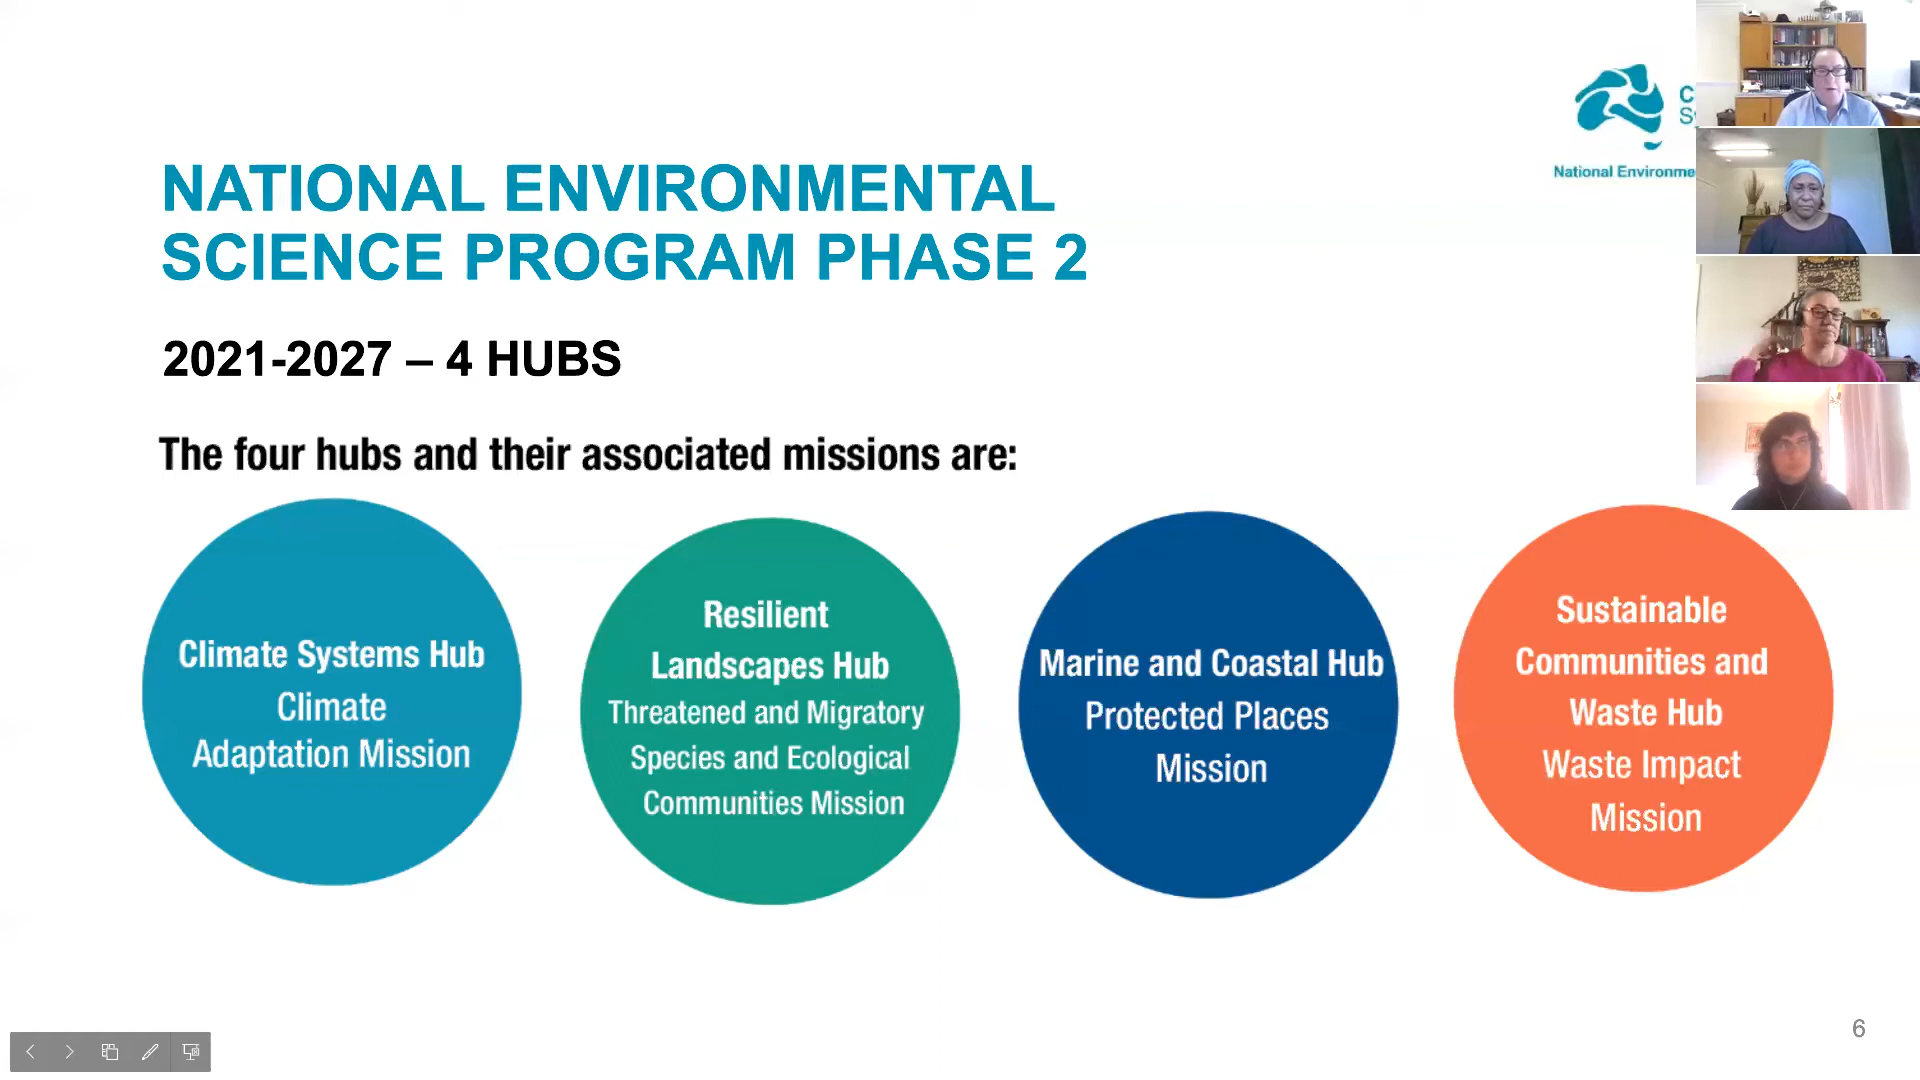 NATIONAL ENVIRONMENTAL
SCIENCE PROGRAM PHASE 2
2021-2027 – 4 HUBS
The four hubs and their associated missions are:
Climate Systems Hub
Climate
Adaptation Mission
Resilient
Landscapes Hub
Threatened and Migratory
Species and Ecological
Communities Mission
Marine and Coastal Hub
Protected Places
Mission
Sustainable
Communities and
Waste Hub
Waste Impact
Mission
National
6